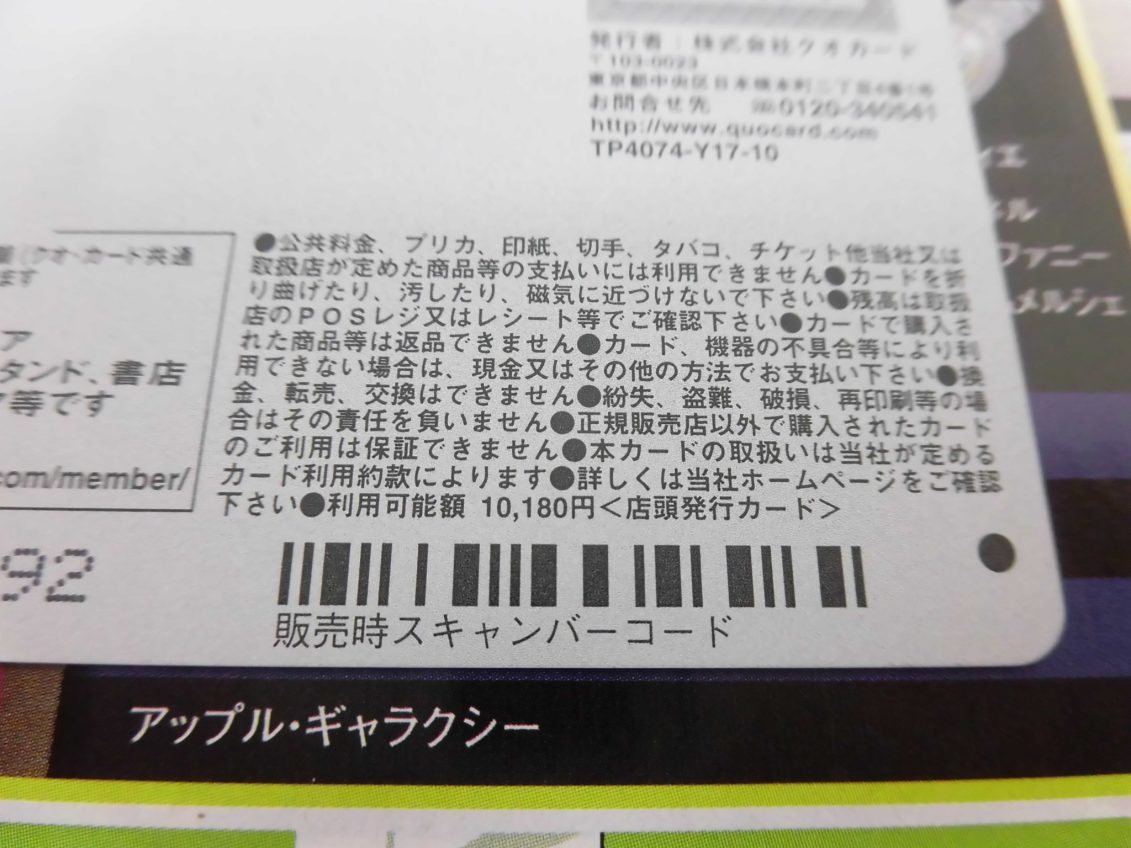 発行者:株式会社クオカード
〒103-0023
東京都中央区日本橋本町二丁目4番1号
お問合せ先 0120-340541
http://www.quocard.com
TP4074-Y17-10
(クオ・カード共通
ます
ア
タンド、書店
等です
com/member/
●公共料金、プリカ、印紙、切手、タバコ、チケット他当社又は
取扱店が定めた商品等の支払いには利用できません●カードを折
り曲げたり、汚したり、磁気に近づけないで下さい●残高は取扱
店のPOSレジ又はレシート等でご確認下さい●カードで購入さ
れた商品等は返品できません●カード、機器の不具合等により利
用できない場合は、現金又はその他の方法でお支払い下さい●換
金、転売、交換はできません●紛失、盗難、破損、再印刷等の場
合はその責任を負いません●正規販売店以外で購入されたカード
のご利用は保証できません●本カードの取扱いは当社が定める
カード利用約款によります●詳しくは当社ホームページをご確認
下さい●利用可能額 10,180円<店頭発行カード>
92
販売時スキャンバーコード
ィエ
ネル
ファニー
メルシェ
アップル・ギャラクシー